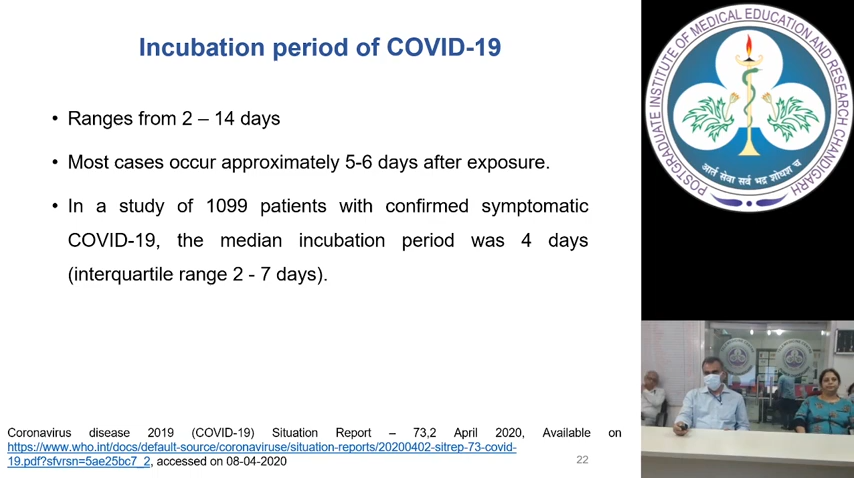 Incubation period of COVID-19
• Ranges from 2 – 14 days
• Most cases occur approximately 5-6 days after exposure.
• In a study of 1099 patients with confirmed symptomatic
COVID-19, the median incubation period was 4 days
(interquartile range 2 - 7 days).
Coronavirus disease 2019 (COVID-19) Situation Report – 73,2 April 2020, Available on
https://www.who.int/docs/default-source/coronaviruse/situation-reports/20200402-sitrep-73-covid-
19.pdf?sfvrsn=5ae25bc7_2, accessed on 08-04-2020
22
POSTGRADUATE INSTITUTE OF MEDICAL EDUCATION AND RESEARCH CHANDIGARH
आर्त सेवा सर्व भद्र शोधश्च च